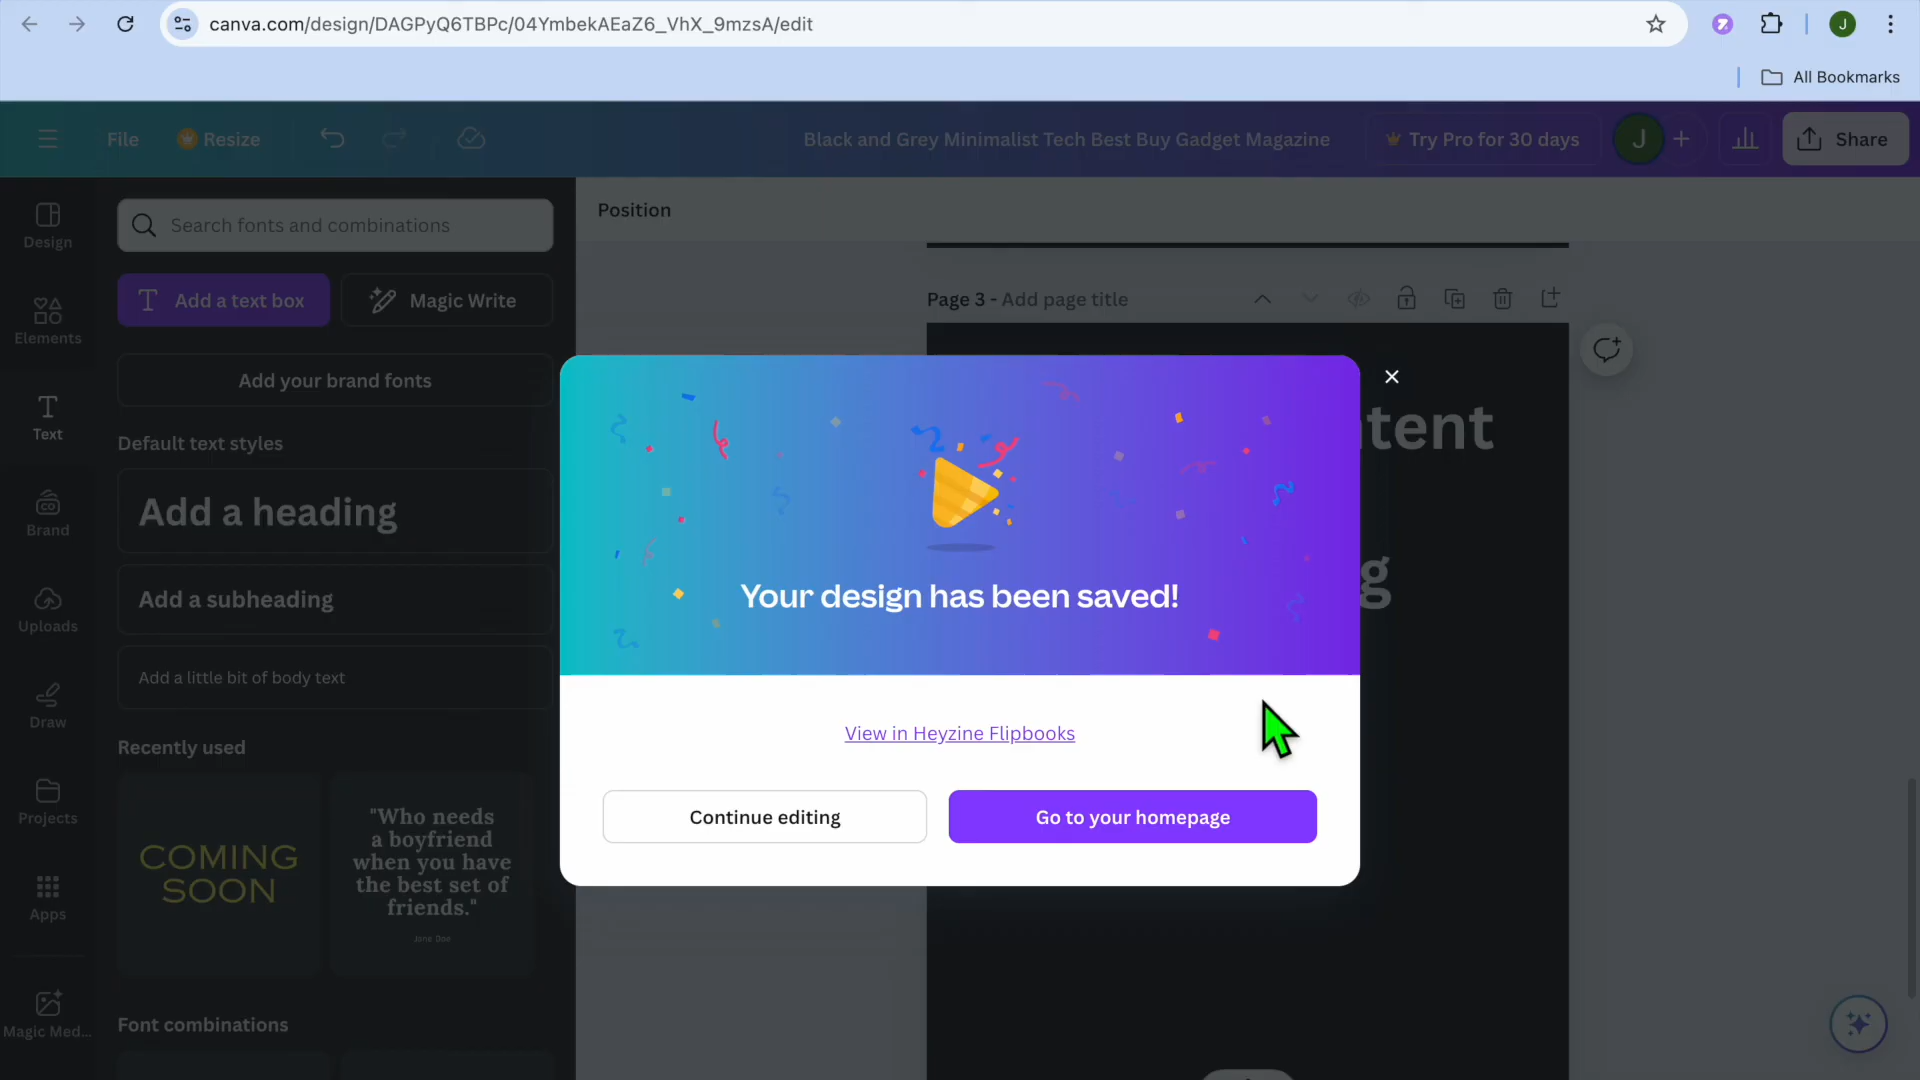 canva.com/design/DAGPyQ6TBPc/04YmbekAEaZ6_VhX_9mzsA/edit
J
All Bookmarks
File
Resize
Black and Grey Minimalist Tech Best Buy Gadget Magazine
Try Pro for 30 days
J
Share
Design
Elements
Text
Brand
Uploads
Draw
Projects
Apps
Magic Med...
Search fonts and combinations
Add a text box
Magic Write
Add your brand fonts
Default text styles
Add a heading
Add a subheading
Add a little bit of body text
Recently used
COMING
SOON
"Who needs
a boyfriend
when you have
the best set of
friends."
Jane Doe
Font combinations
Position
Page 3 - Add page title
tent
g
Your design has been saved!
View in Heyzine Flipbooks
Continue editing
Go to your homepage